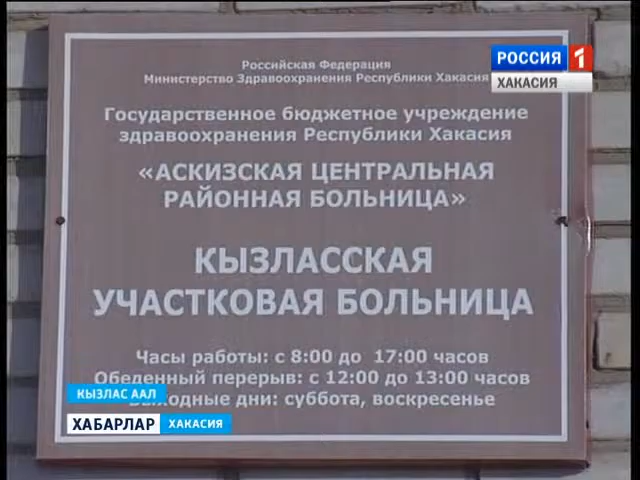 Российская Федерация
Министерство Здравоохранения Республики Хакасия
РОССИЯ 1
ХАКАСИЯ
Государственное бюджетное учреждение
здравоохранения Республики Хакасия
«АСКИЗСКАЯ ЦЕНТРАЛЬНАЯ
РАЙОННАЯ БОЛЬНИЦА»
КЫЗЛАССКАЯ
УЧАСТКОВАЯ БОЛЬНИЦА
Часы работы: с 8:00 до 17:00 часов
Обеденный перерыв: с 12:00 до 13:00 часов
Выходные дни: суббота, воскресенье
КЫЗЛАС ААЛ
ХАБАРЛАР ХАКАСИЯ